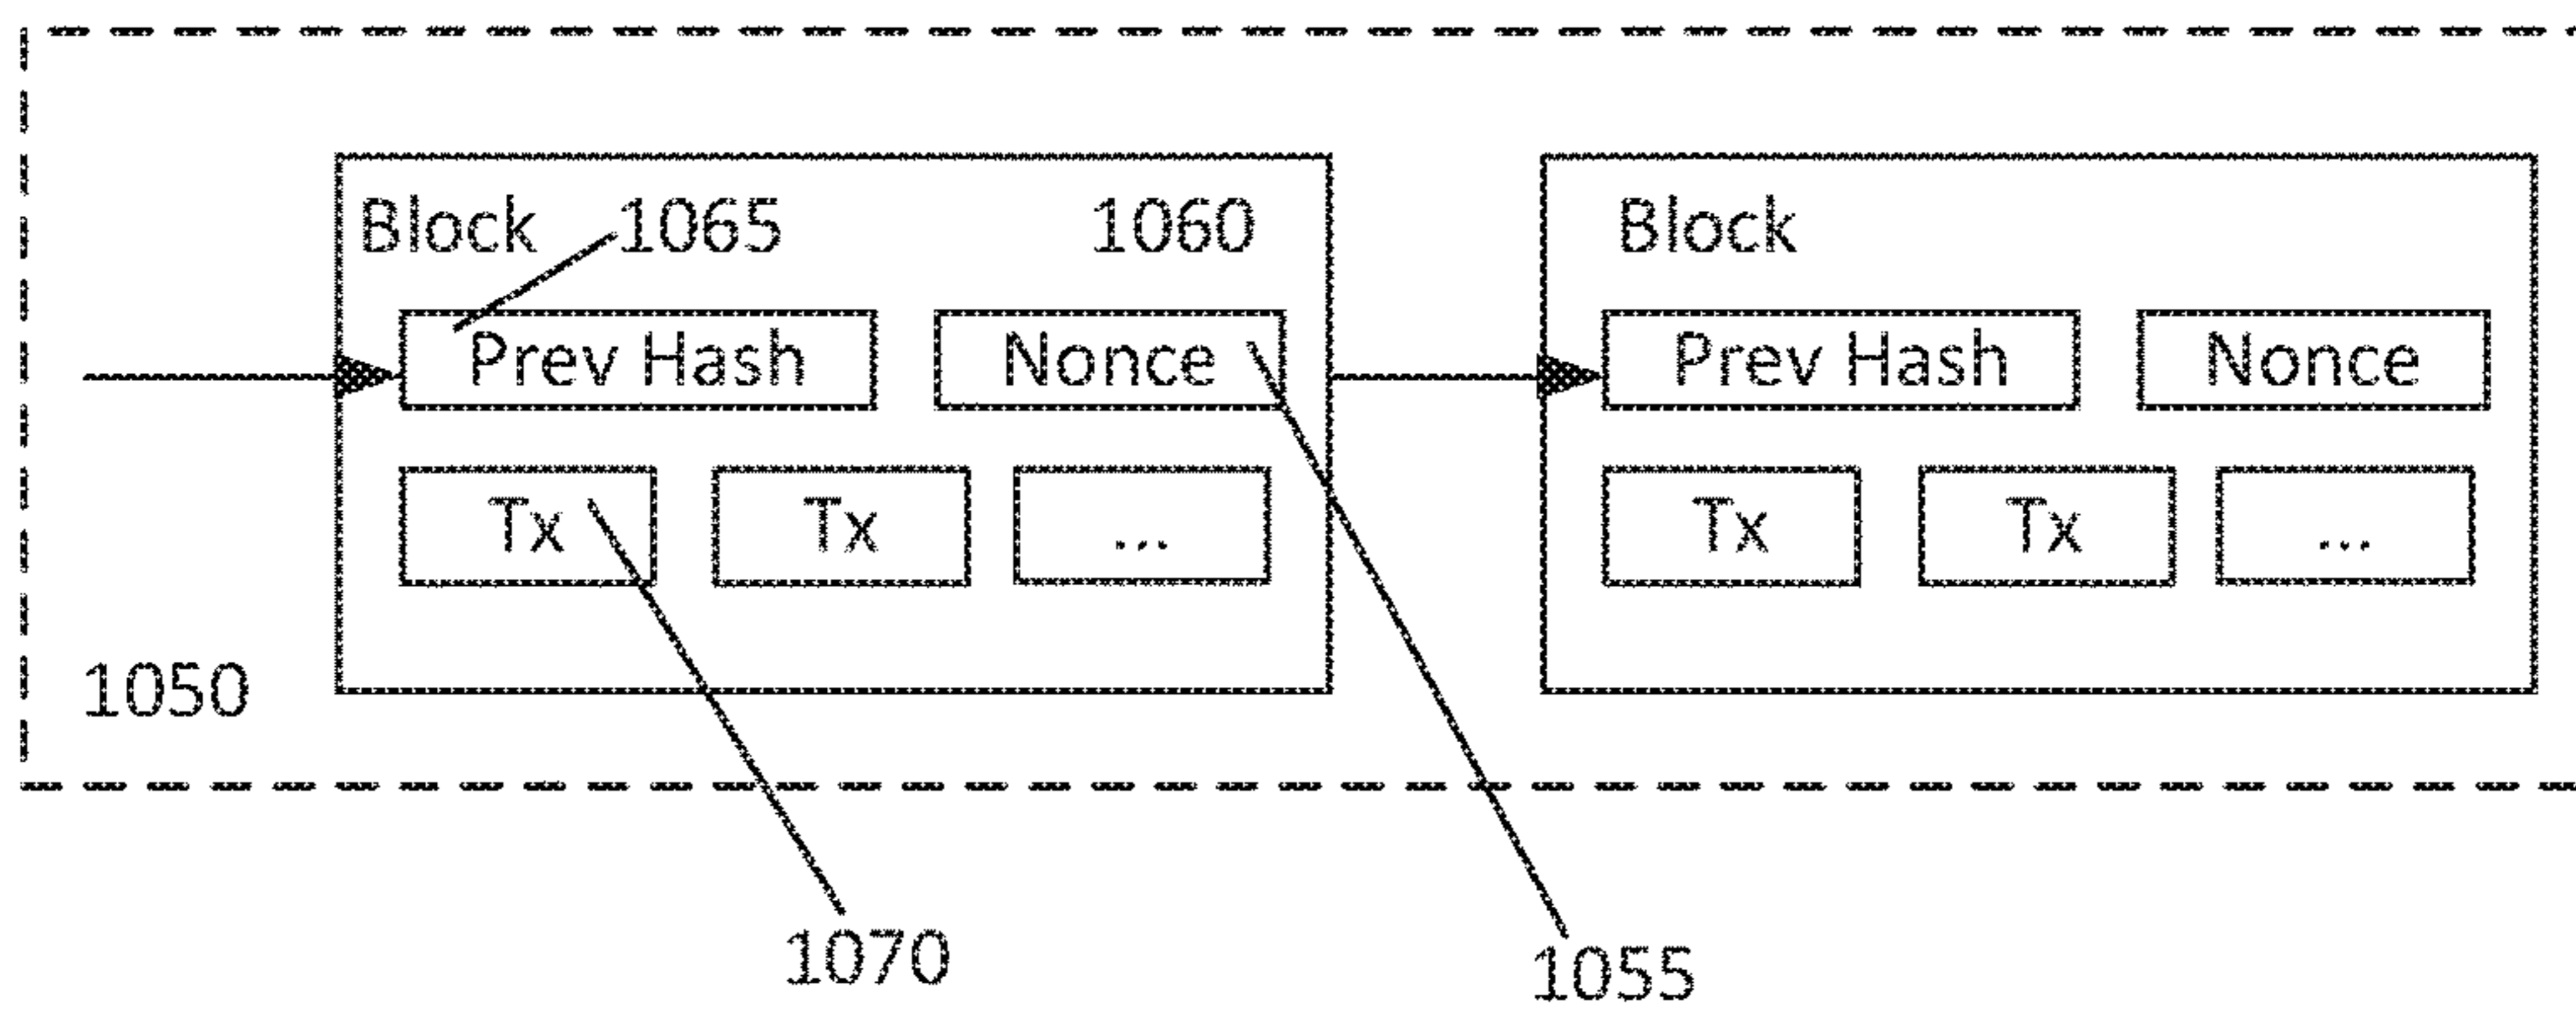 Block 1065 1060 Block
Prev Hash Nonce Prev Hash Nonce
Tx Tx ... Tx Tx ...
1050
1070 1055